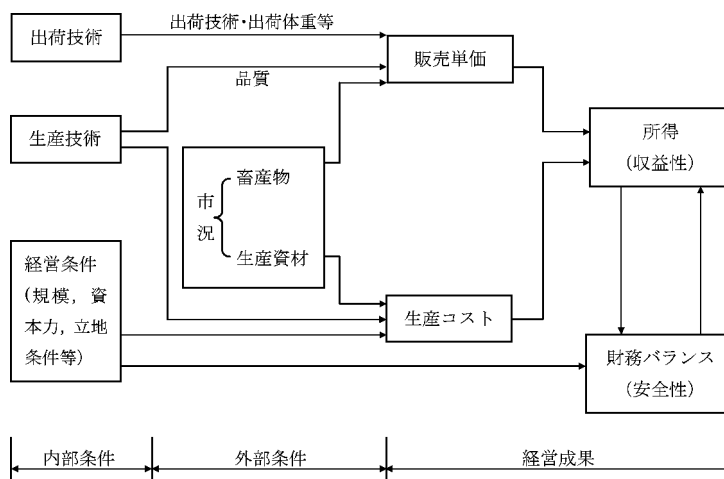 出荷技術
出荷技術・出荷体重等
販売単価
品質
生産技術
所得
(収益性)
市況
畜産物
生産資材
経営条件
(規模，資
本力，立地
条件等)
生産コスト
財務バランス
(安全性)
内部条件
外部条件
経営成果